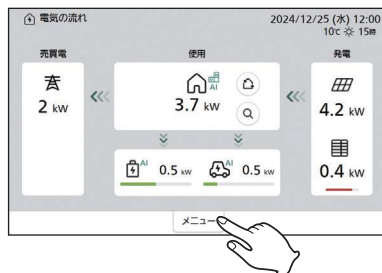 電気の流れ
2024/12/25 (水) 12:00
10℃ 15時
売買電
使用
発電
2 kW
AI
3.7 kW
4.2 kW
AI
0.5 kW
AI
0.5 kW
0.4 kW
メニュー